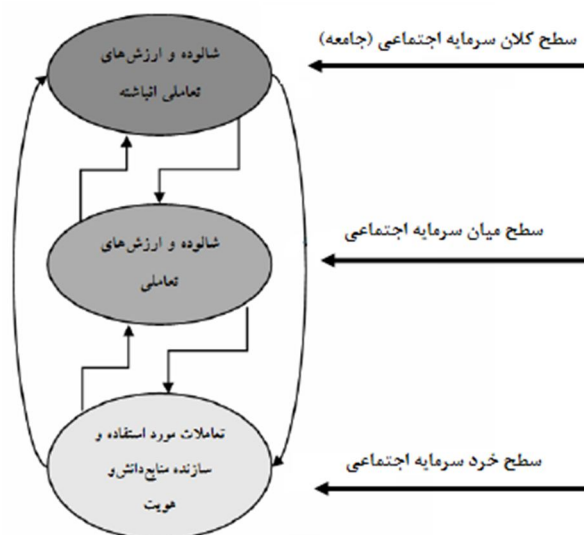 سطح کلان سرمایه اجتماعی (جامعه)
شالوده و ارزش‌های
تعاملی انباشته
سطح میان سرمایه اجتماعی
شالوده و ارزش‌های
تعاملی
سطح خرد سرمایه اجتماعی
تعاملات مورد استفاده و
سازنده منابع‌دانش‌و
هویت